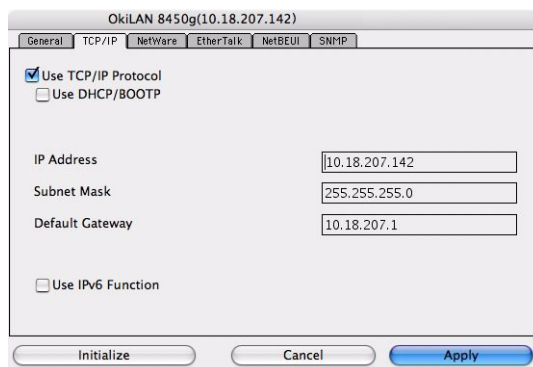 OkiLAN 8450g(10.18.207.142)
General TCP/IP NetWare EtherTalk NetBEUI SNMP
Use TCP/IP Protocol
Use DHCP/BOOTP
IP Address 10.18.207.142
Subnet Mask 255.255.255.0
Default Gateway 10.18.207.1
Use IPv6 Function
Initialize Cancel Apply